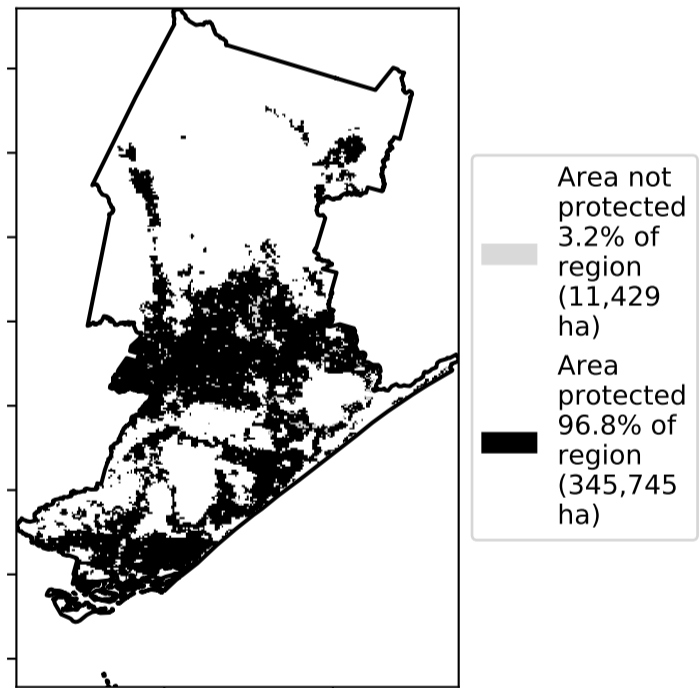 Area not
protected
3.2% of
region
(11,429
ha)
Area
protected
96.8% of
region
(345,745
ha)